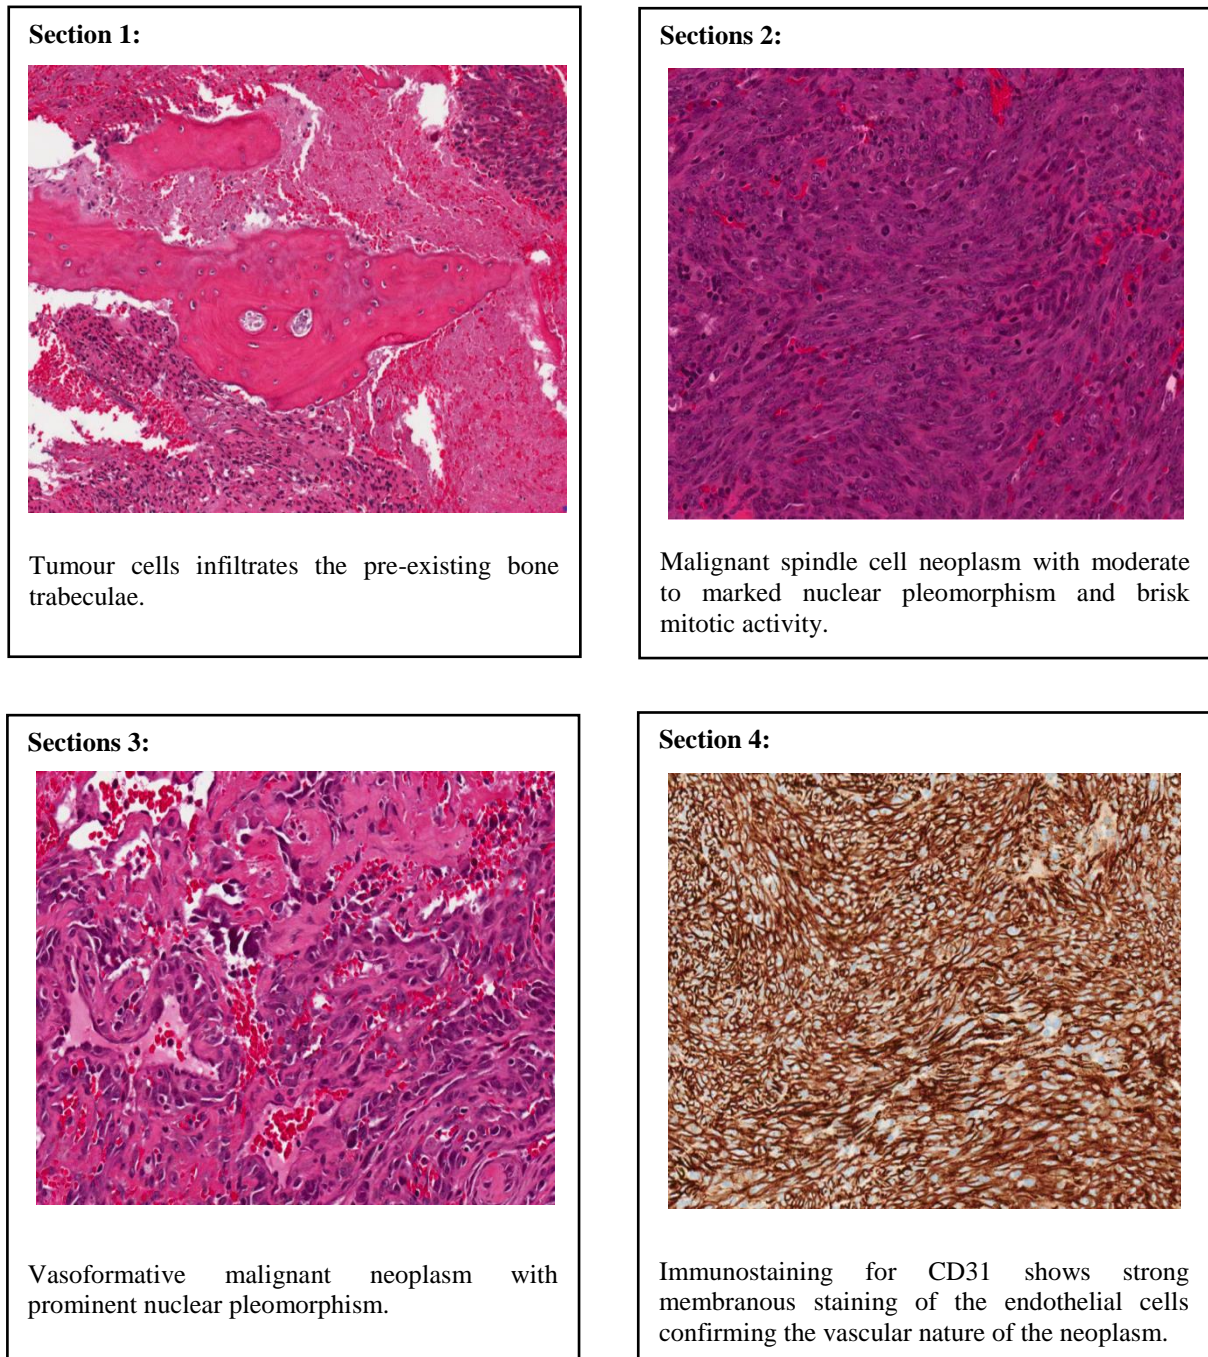 Section 1:
Tumour cells infiltrates the pre-existing bone
trabeculae.
Sections 2:
Malignant spindle cell neoplasm with moderate
to marked nuclear pleomorphism and brisk
mitotic activity.
Sections 3:
Vasoformative malignant neoplasm with
prominent nuclear pleomorphism.
Section 4:
Immunostaining for CD31 shows strong
membranous staining of the endothelial cells
confirming the vascular nature of the neoplasm.